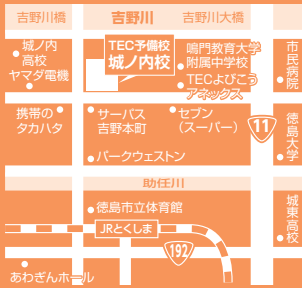 吉野川橋
吉野川
吉野川大橋
城ノ内
高校
ヤマダ電機
TEC予備校
城ノ内校
鳴門教育大学
附属中学校
TECよびこう
アネックス
市民病院
携帯の
タカハタ
サーパス
吉野本町
セブン
(スーパー)
11
徳島大学
パークウェストン
助任川
徳島市立体育館
城東高校
JRとくしま
192
あわぎんホール